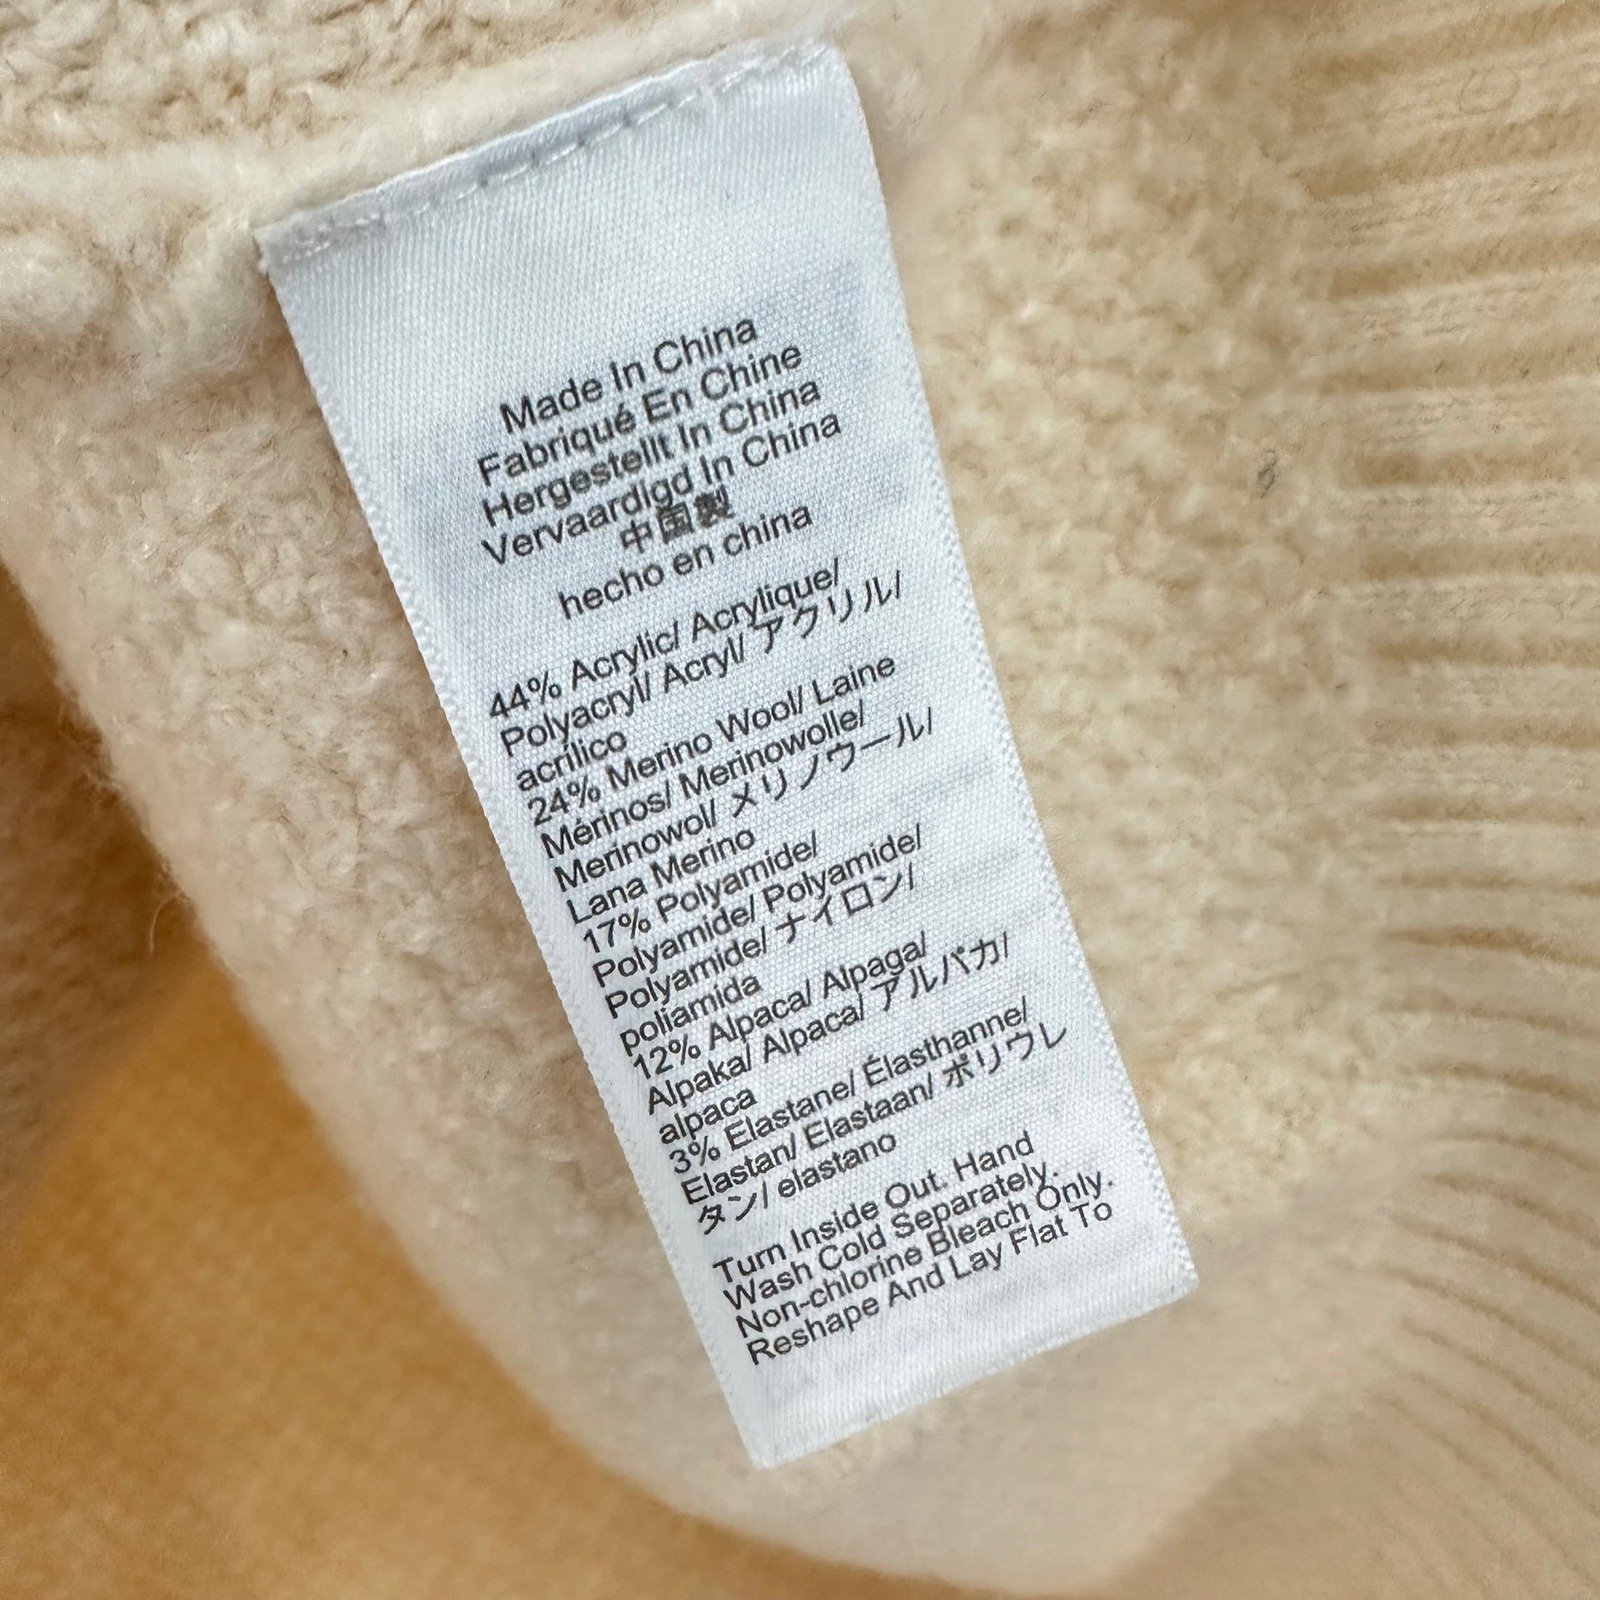 Made In China
Fabriqué En Chine
Hergestellt In China
Vervaardigd In China
中国製
hecho en china
44% Acrylic/ Acrylique/
Polyacryl/ Acryl/ アクリル/
acrílico
24% Merino Wool/ Laine
Mérinos/ Merinowolle/
Merinowol/ メリノウール/
Lana Merino
17% Polyamide/
Polyamide/ Polyamide/
Polyamide/ ナイロン/
poliamida
12% Alpaca/ Alpaga/
Alpaka/ Alpaca/ アルパカ/
alpaca
3% Elastane/ Élasthanne/
Elastan/ Elastaan/ ポリウレ
タン/ elastano
Turn Inside Out. Hand
Wash Cold Separately.
Non-chlorine Bleach Only.
Reshape And Lay Flat To